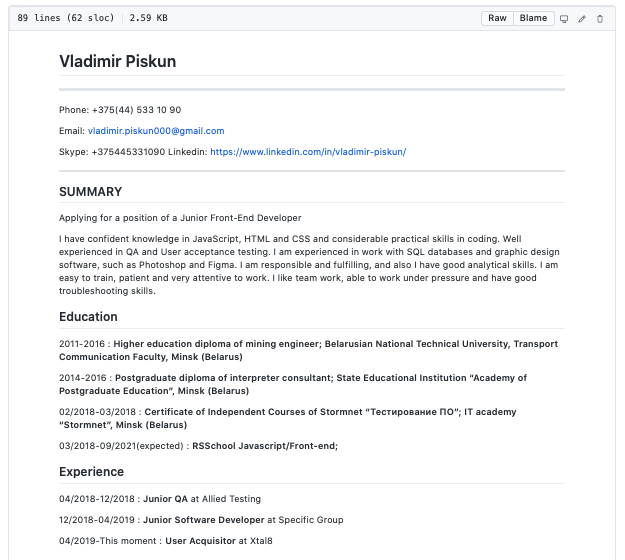 89 lines (62 sloc) 2.59 KB Raw Blame
Vladimir Piskun
Phone: +375(44) 533 10 90
Email: vladimir.piskun000@gmail.com
Skype: +375445331090 Linkedin: https://www.linkedin.com/in/vladimir-piskun/
SUMMARY
Applying for a position of a Junior Front-End Developer
I have confident knowledge in JavaScript, HTML and CSS and considerable practical skills in coding. Well
experienced in QA and User acceptance testing. I am experienced in work with SQL databases and graphic design
software, such as Photoshop and Figma. I am responsible and fulfilling, and also I have good analytical skills. I am
easy to train, patient and very attentive to work. I like team work, able to work under pressure and have good
troubleshooting skills.
Education
2011-2016 : Higher education diploma of mining engineer; Belarusian National Technical University, Transport
Communication Faculty, Minsk (Belarus)
2014-2016 : Postgraduate diploma of interpreter consultant; State Educational Institution “Academy of
Postgraduate Education”, Minsk (Belarus)
02/2018-03/2018 : Certificate of Independent Courses of Stormnet “Тестирование ПО”; IT academy
“Stormnet”, Minsk (Belarus)
03/2018-09/2021(expected) : RSSchool Javascript/Front-end;
Experience
04/2018-12/2018 : Junior QA at Allied Testing
12/2018-04/2019 : Junior Software Developer at Specific Group
04/2019-This moment : User Acquisitor at Xtal8